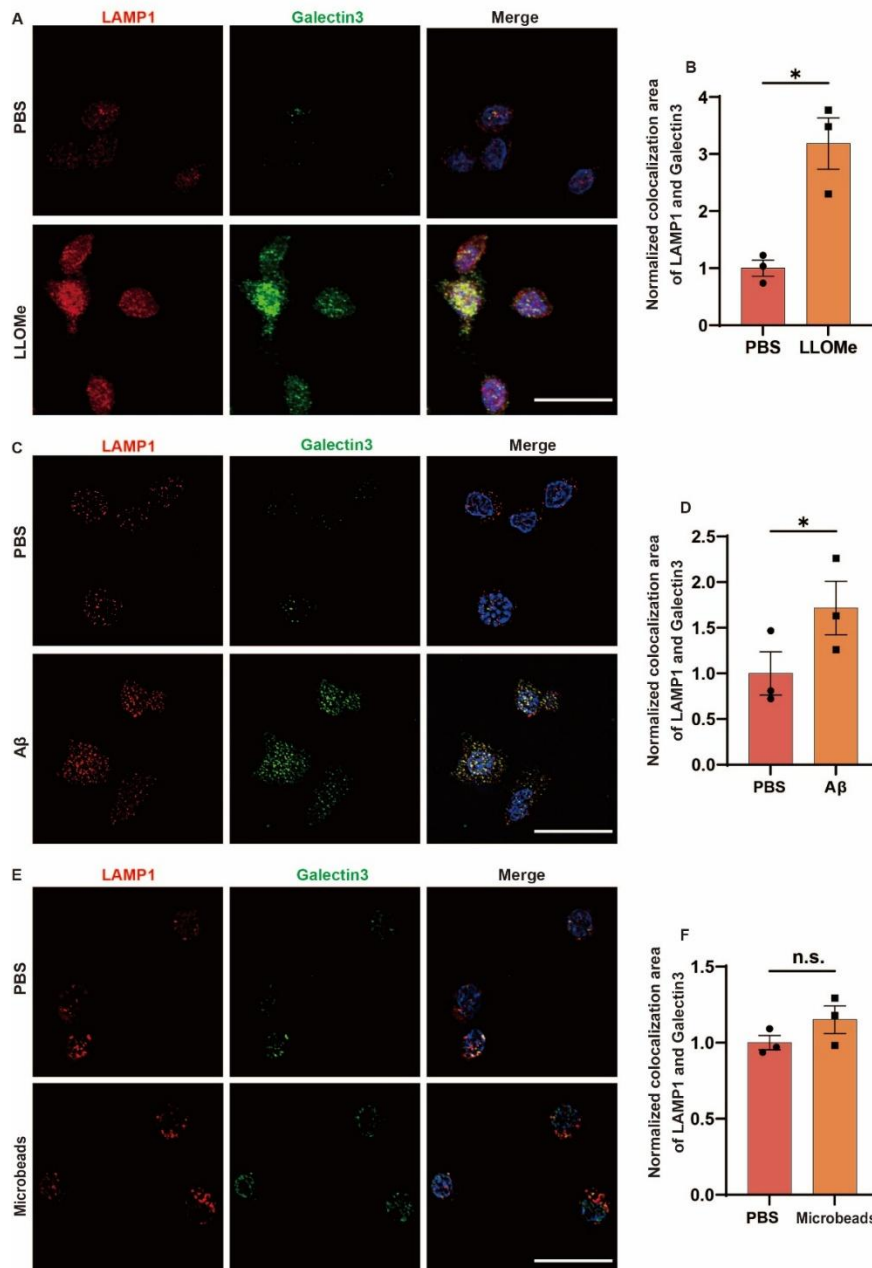 A
LAMP1
Galectin3
Merge
PBS
LLOMe
B
*
Normalized colocalization area
of LAMP1 and Galectin3
4
3
2
1
0
PBS LLOMe
C
LAMP1
Galectin3
Merge
PBS
Aβ
D
*
Normalized colocalization area
of LAMP1 and Galectin3
2.5
2.0
1.5
1.0
0.5
0.0
PBS Aβ
E
LAMP1
Galectin3
Merge
PBS
Microbeads
F
n.s.
Normalized colocalization area
of LAMP1 and Galectin3
1.5
1.0
0.5
0.0
PBS Microbeads